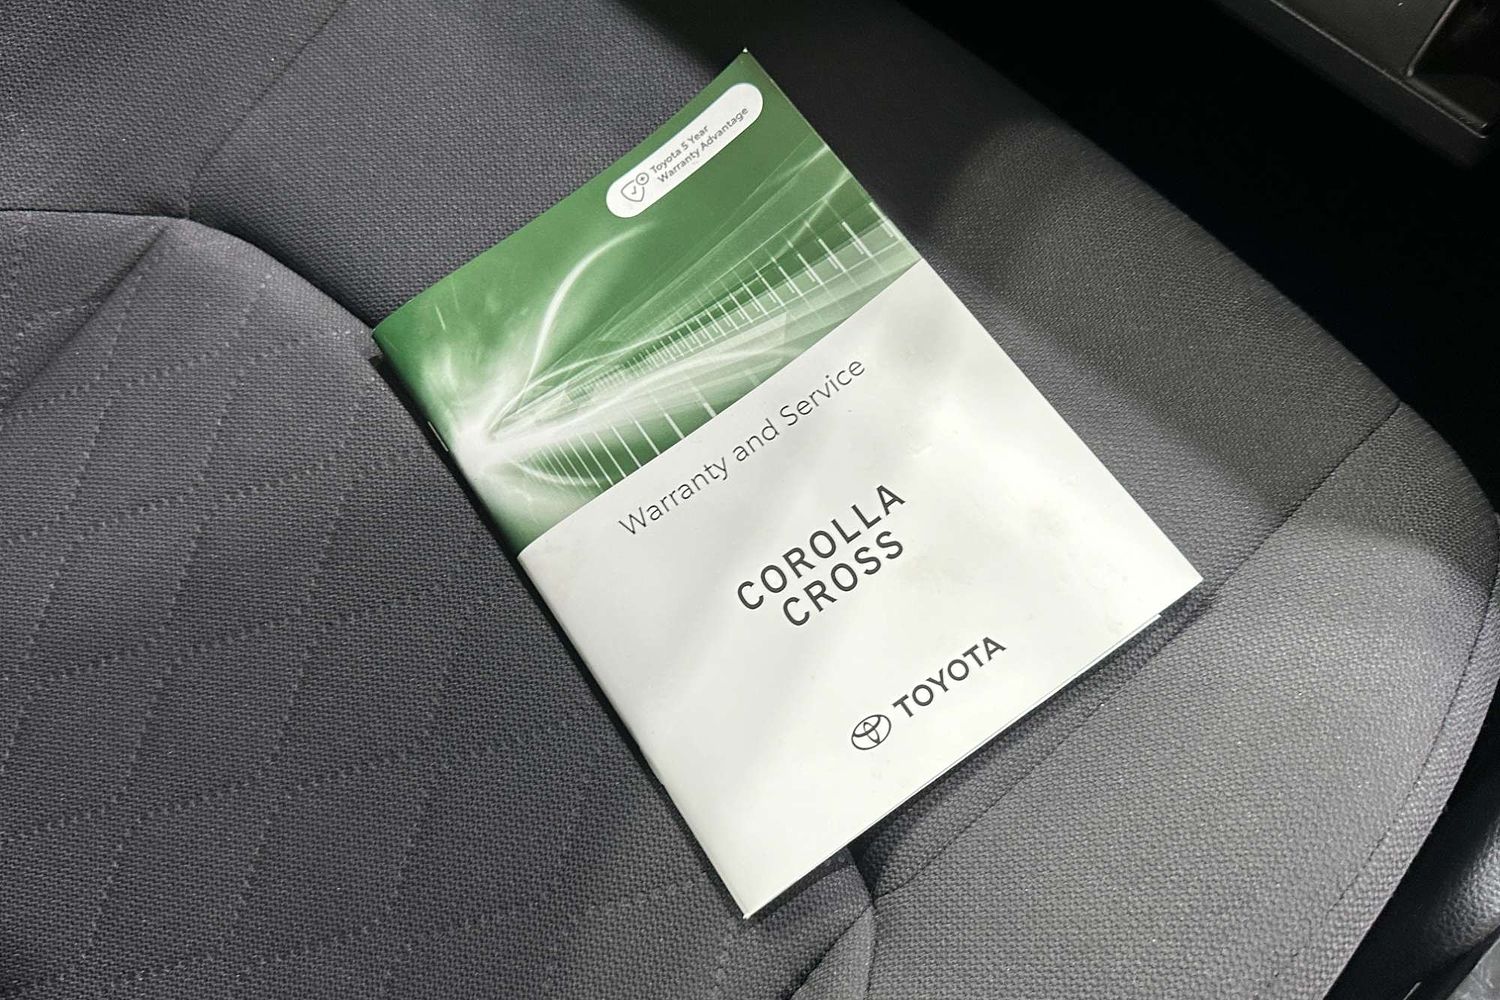 Toyota 5 Year
Warranty Advantage
Warranty and Service
COROLLA
CROSS
TOYOTA